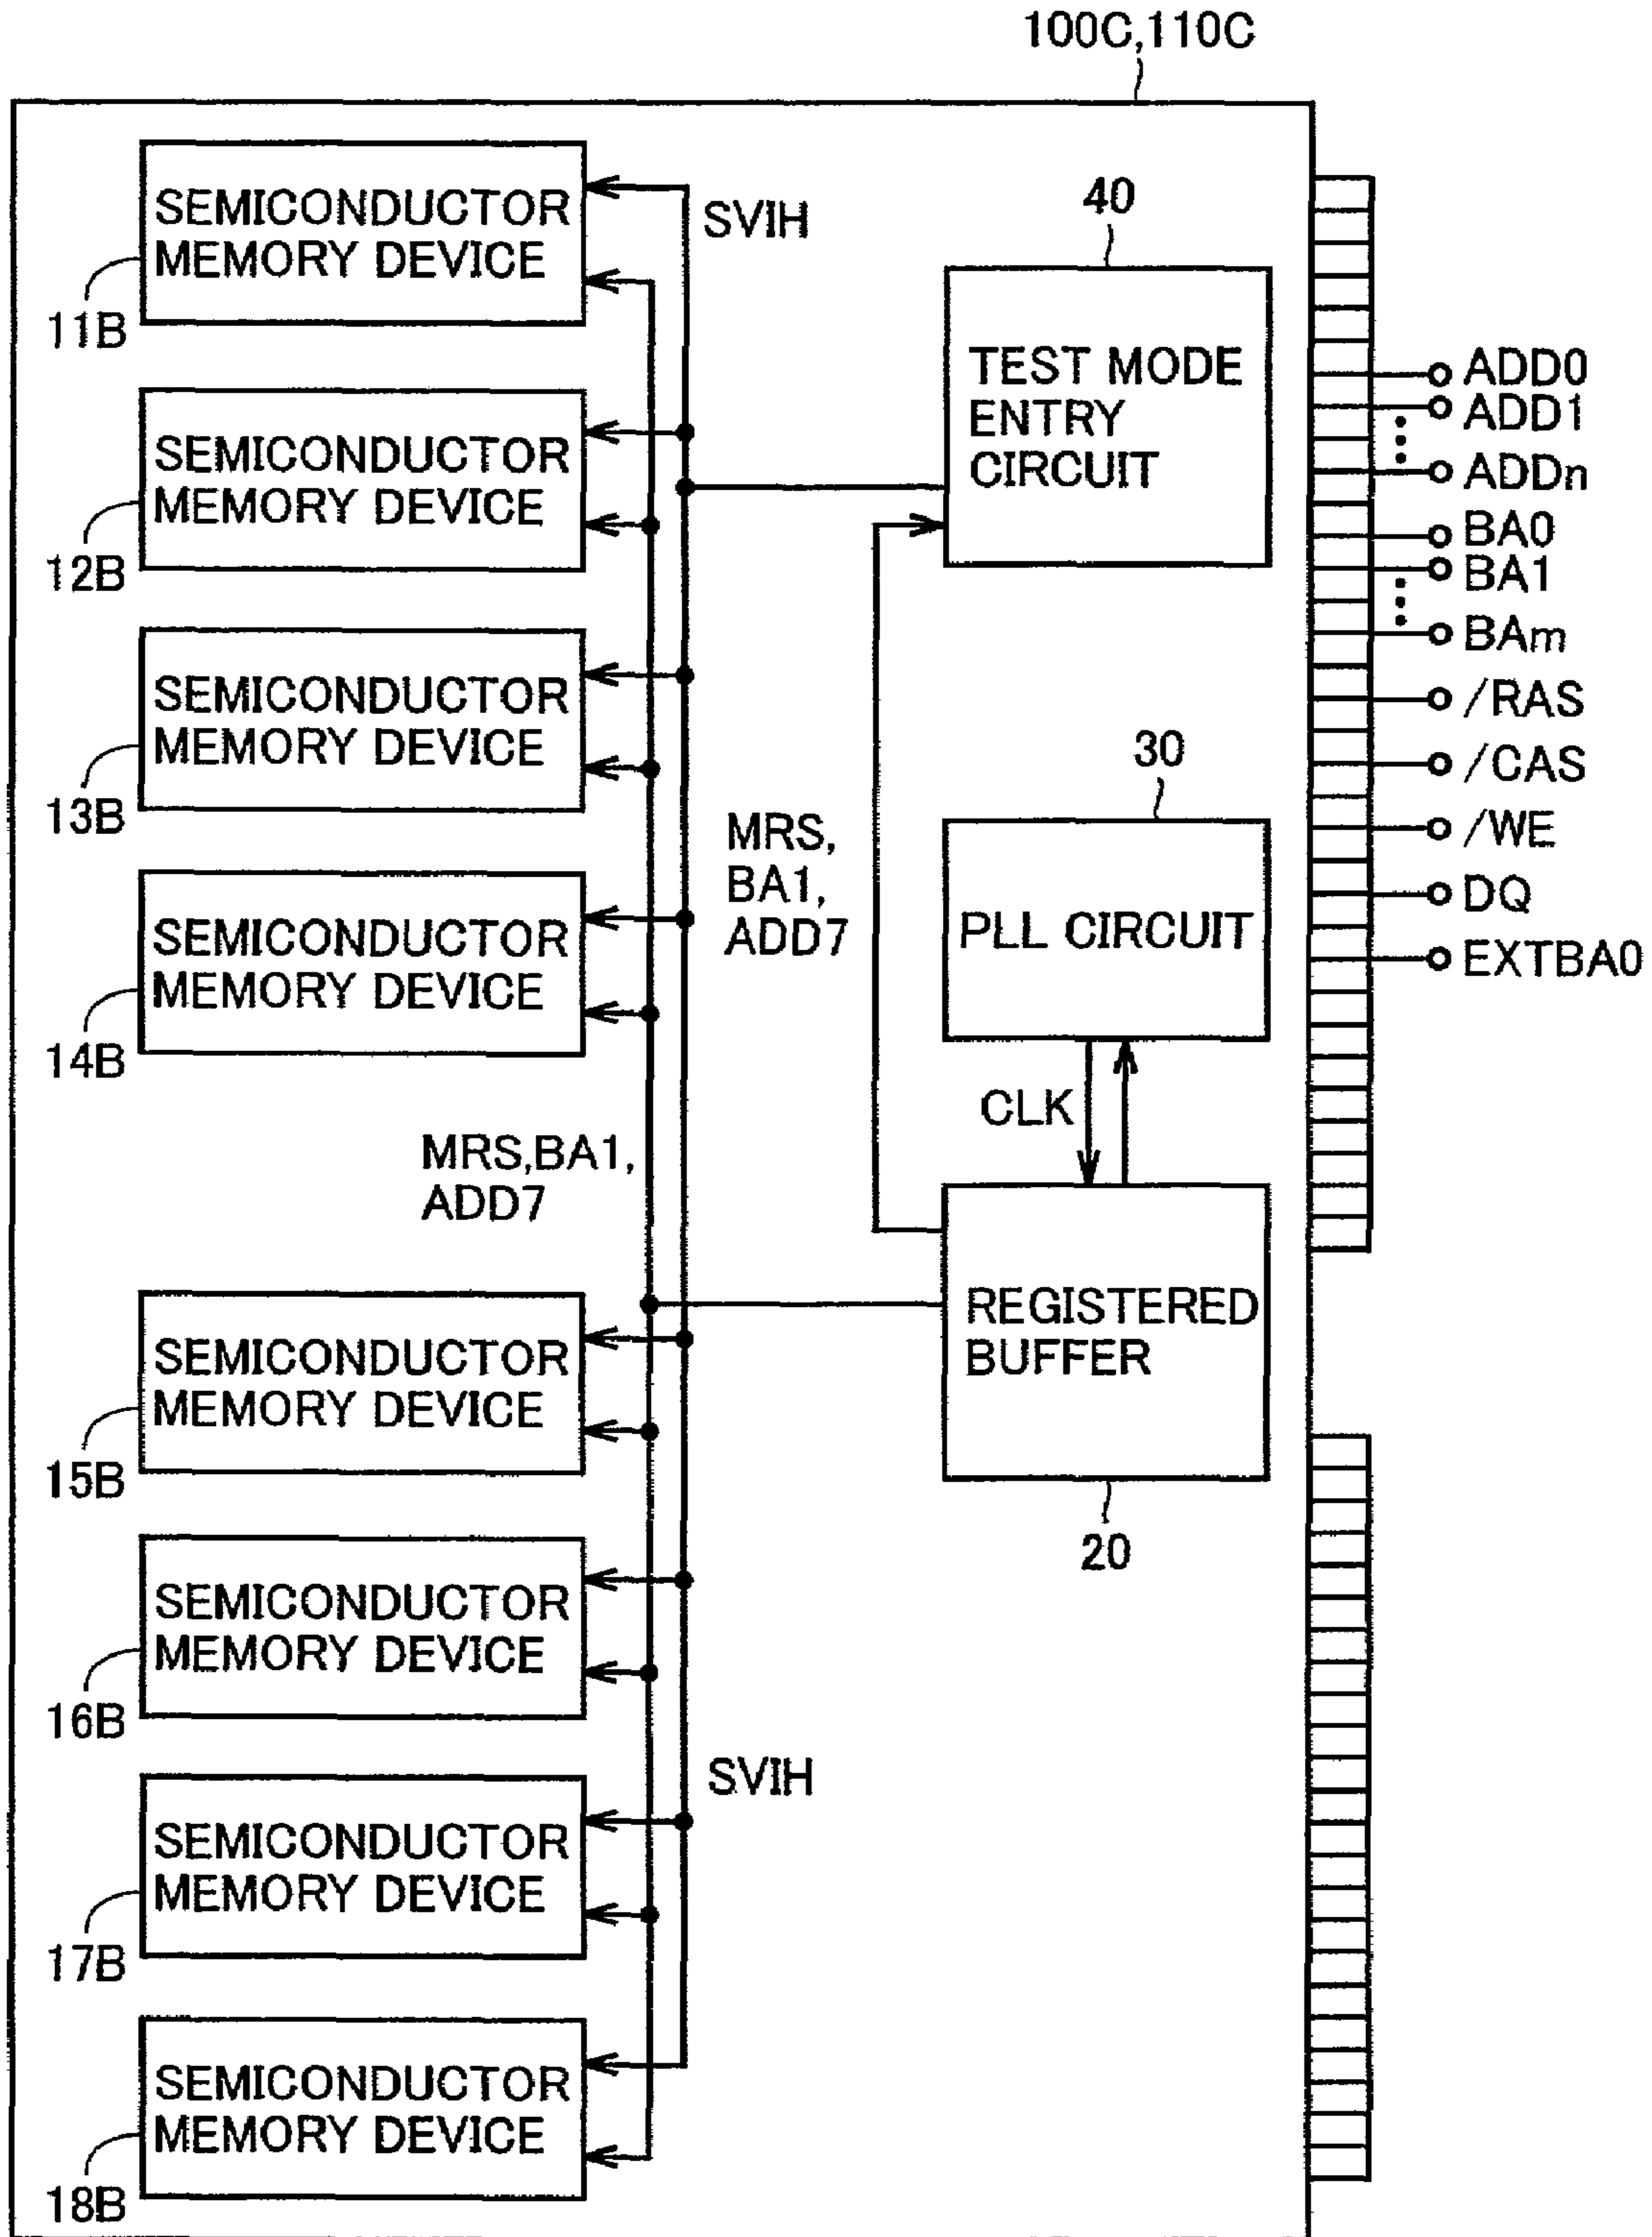 100C,110C
SEMICONDUCTOR
MEMORY DEVICE
11B
SVIH
40
TEST MODE
ENTRY
CIRCUIT
ADD0
ADD1
ADDn
BA0
BA1
BAm
/RAS
/CAS
/WE
DQ
EXTBA0
SEMICONDUCTOR
MEMORY DEVICE
12B
SEMICONDUCTOR
MEMORY DEVICE
13B
MRS,
BA1,
ADD7
30
PLL CIRCUIT
SEMICONDUCTOR
MEMORY DEVICE
14B
CLK
MRS,BA1,
ADD7
REGISTERED
BUFFER
20
SEMICONDUCTOR
MEMORY DEVICE
15B
SEMICONDUCTOR
MEMORY DEVICE
16B
SVIH
SEMICONDUCTOR
MEMORY DEVICE
17B
SEMICONDUCTOR
MEMORY DEVICE
18B